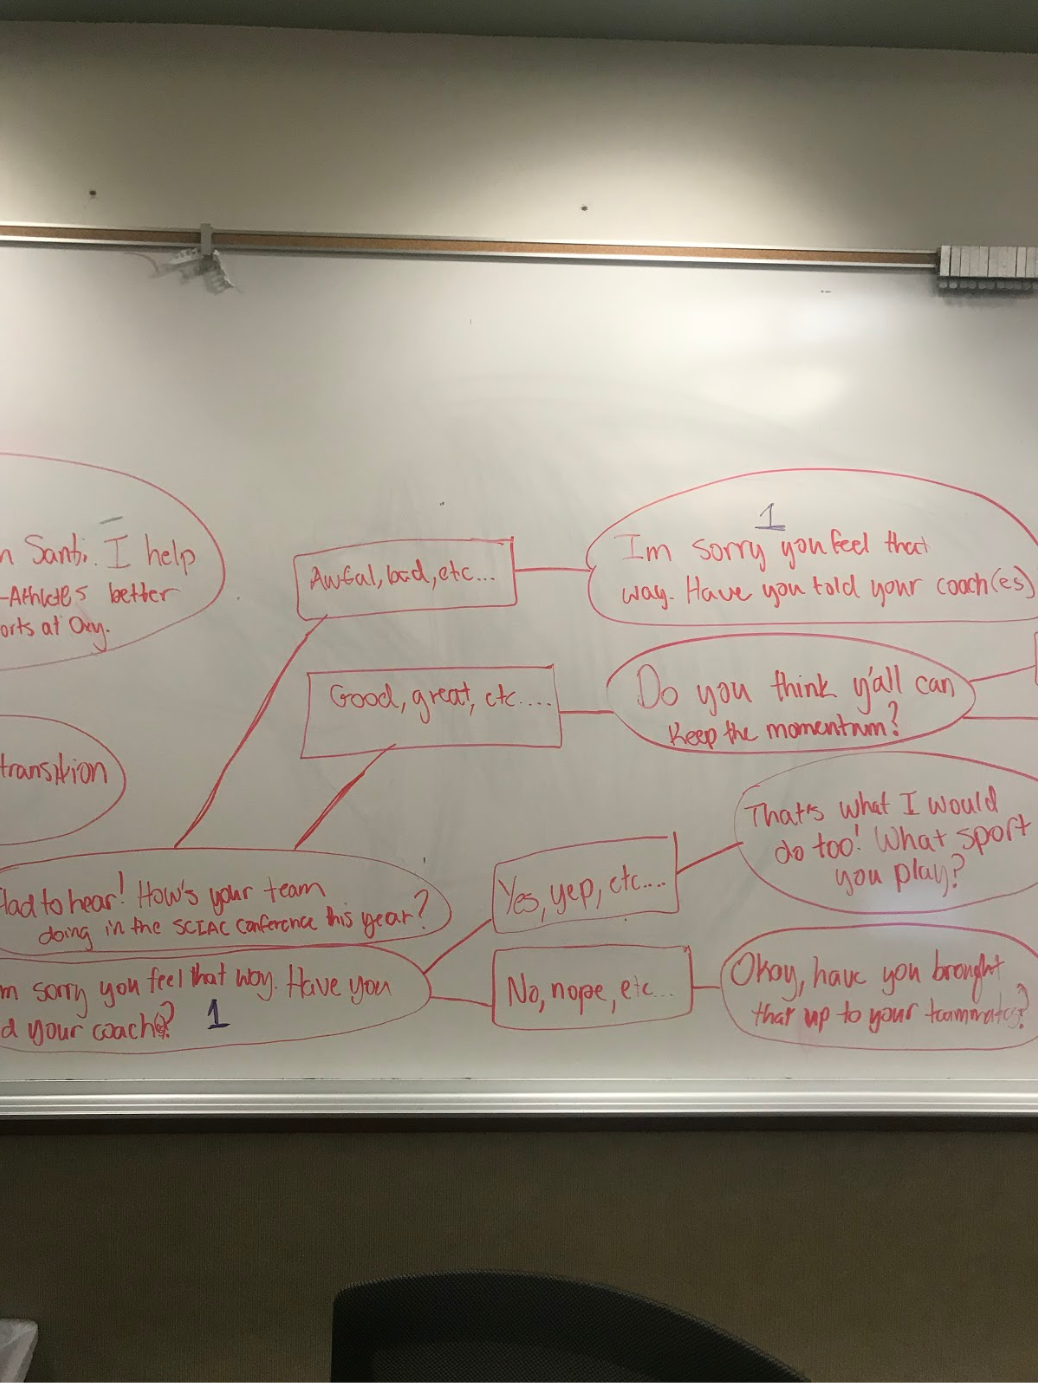 n Santi. I help
-Athletes better
orts at Oxy.
Awful, bad, etc...
1
Im sorry you feel that
way. Have you told your coach(es)
Good, great, etc....
Do you think y'all can
keep the momentum?
transition
lad to hear! How's your team
doing in the SCIAC conference this year?
Yes, yep, etc....
That's what I would
do too! What sport
you play?
m sorry you feel that way. Have you
d your coach?
1
No, nope, etc...
Okay, have you brought
that up to your teammates?